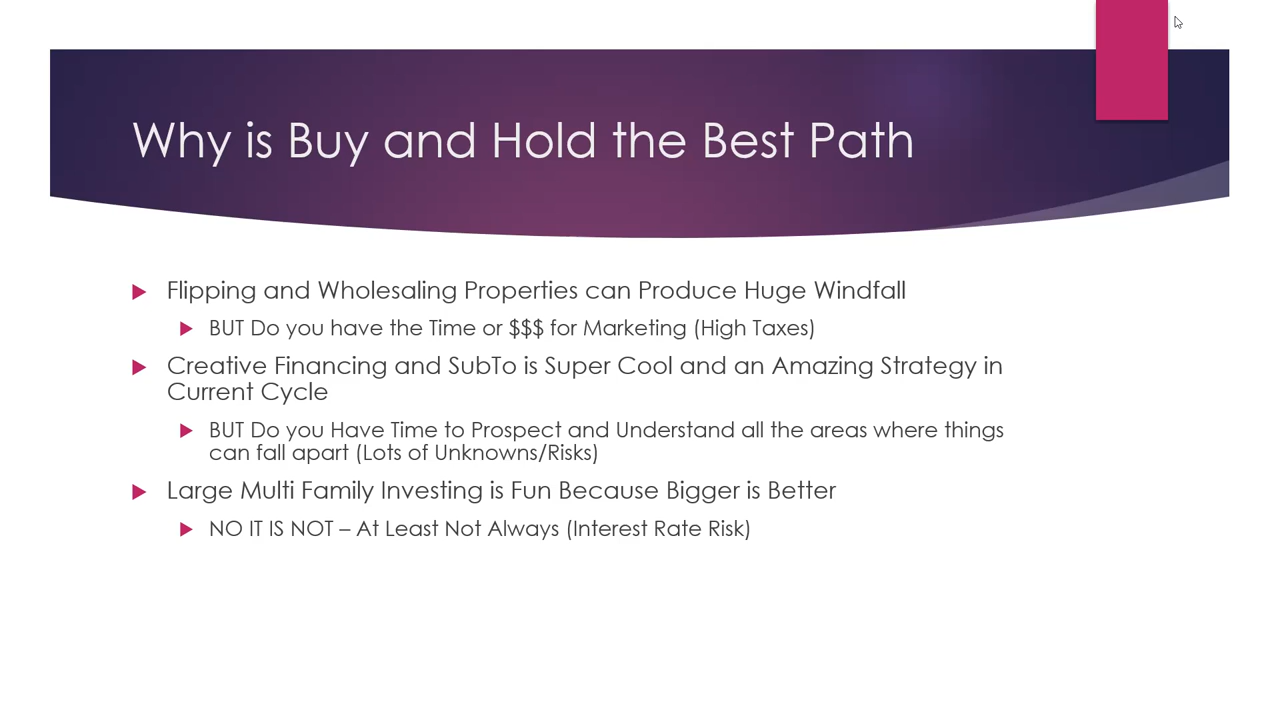 Why is Buy and Hold the Best Path
Flipping and Wholesaling Properties can Produce Huge Windfall
BUT Do you have the Time or $$$ for Marketing (High Taxes)
Creative Financing and SubTo is Super Cool and an Amazing Strategy in
Current Cycle
BUT Do you Have Time to Prospect and Understand all the areas where things
can fall apart (Lots of Unknowns/Risks)
Large Multi Family Investing is Fun Because Bigger is Better
NO IT IS NOT – At Least Not Always (Interest Rate Risk)